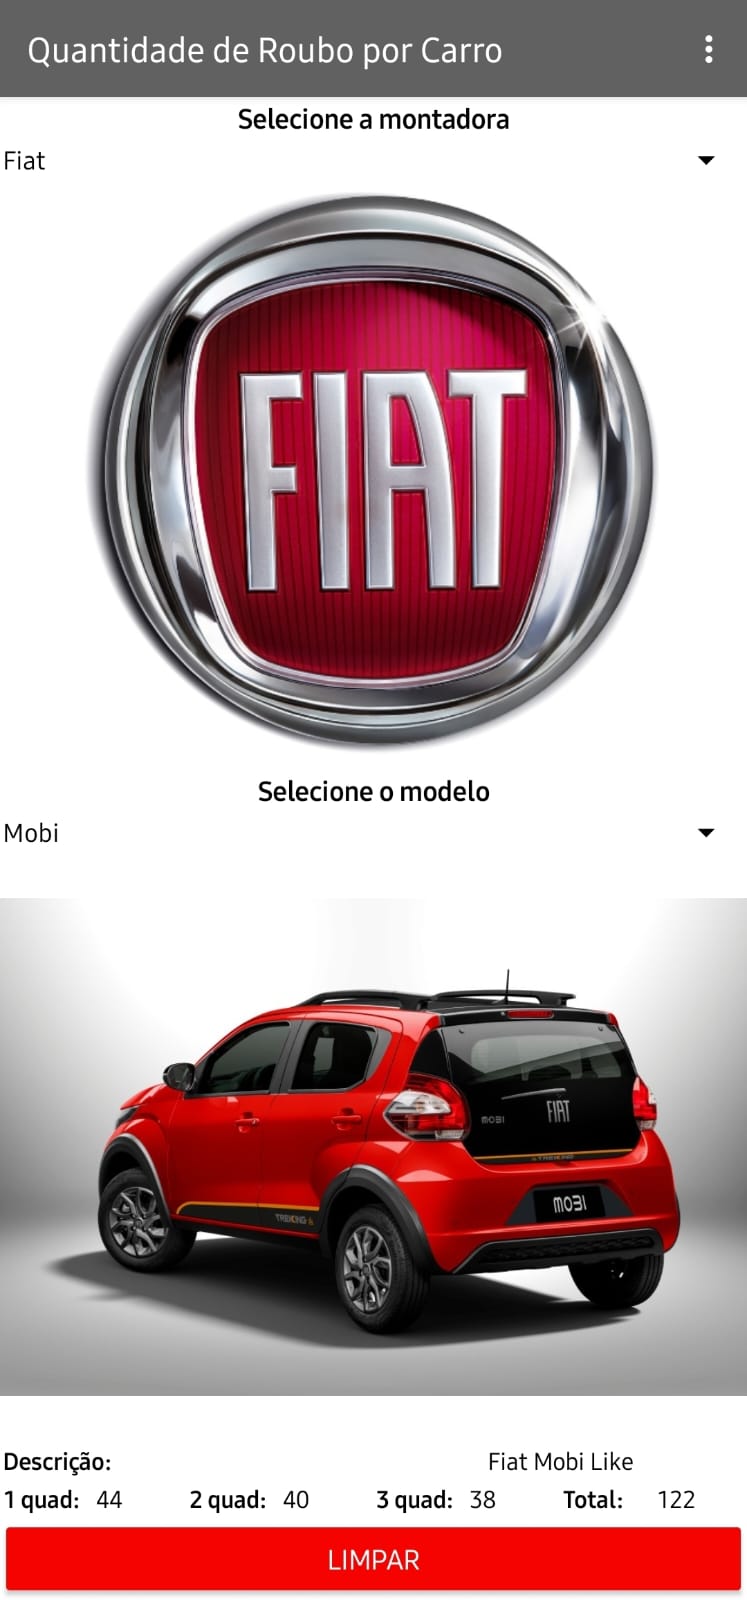 Quantidade de Roubo por Carro
Selecione a montadora
Fiat
FIAT
Selecione o modelo
Mobi
MOBI FIAT
TREKKING
MOBI
TREKKING
Descrição: Fiat Mobi Like
1 quad: 44 2 quad: 40 3 quad: 38 Total: 122
LIMPAR